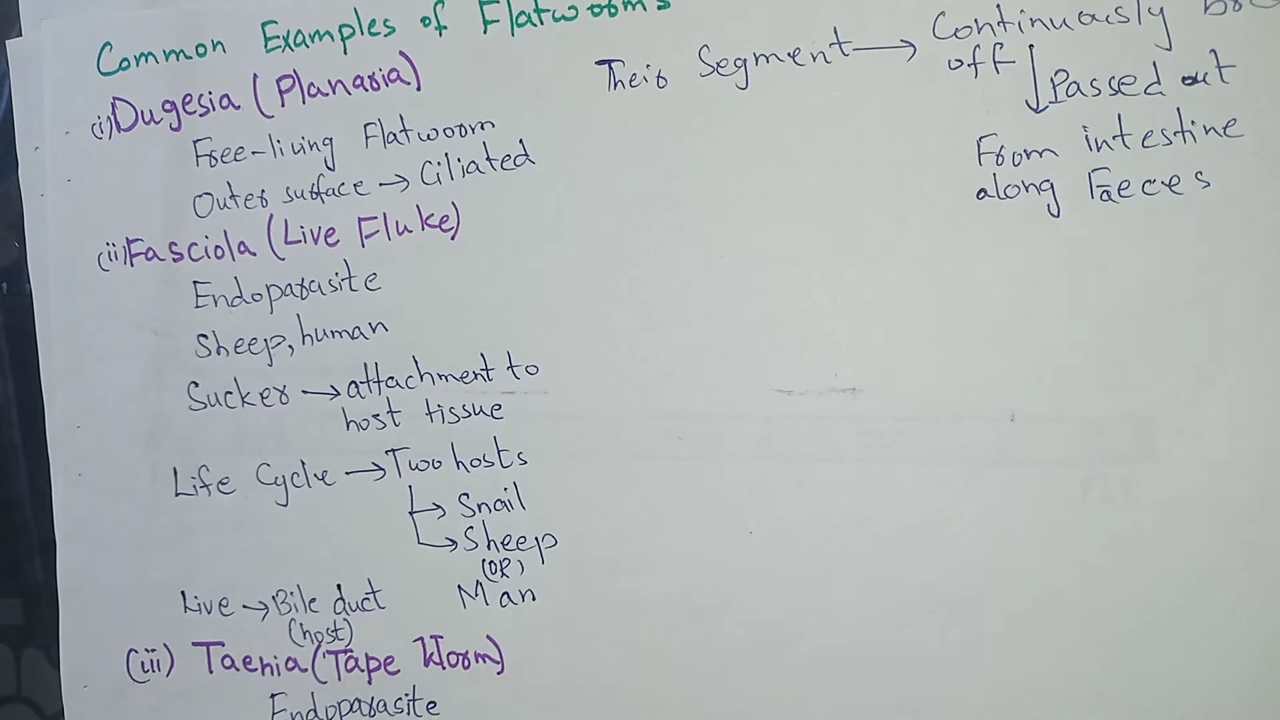 Common Examples of Flatworms
(i) Dugesia (Planaria)
Free-living Flatworm
Outer surface → Ciliated
(ii) Fasciola (Live Fluke)
Endoparasite
Sheep, human
Sucker → attachment to
host tissue
Life Cycle → Two hosts
→ Snail
→ Sheep
(OR)
Man
Live → Bile duct
(host)
(iii) Taenia (Tape Worm)
Endoparasite
Their Segment → Continuously
off ↓ Passed out
From intestine
along Faeces